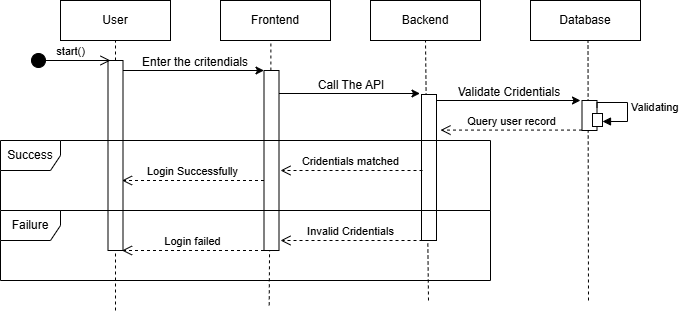 User
Frontend
Backend
Database
start()
Enter the critendials
Call The API
Validate Cridentials
Validating
Query user record
Success
Cridentials matched
Login Successfully
Failure
Invalid Cridentials
Login failed